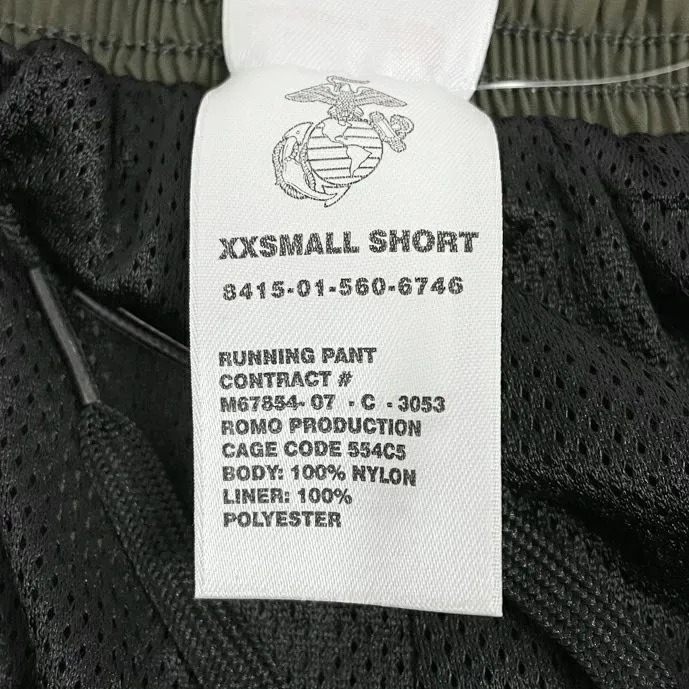 XXSMALL SHORT
8415-01-560-6746
RUNNING PANT
CONTRACT #
M67854- 07 - C - 3053
ROMO PRODUCTION
CAGE CODE 554C5
BODY: 100% NYLON
LINER: 100%
POLYESTER